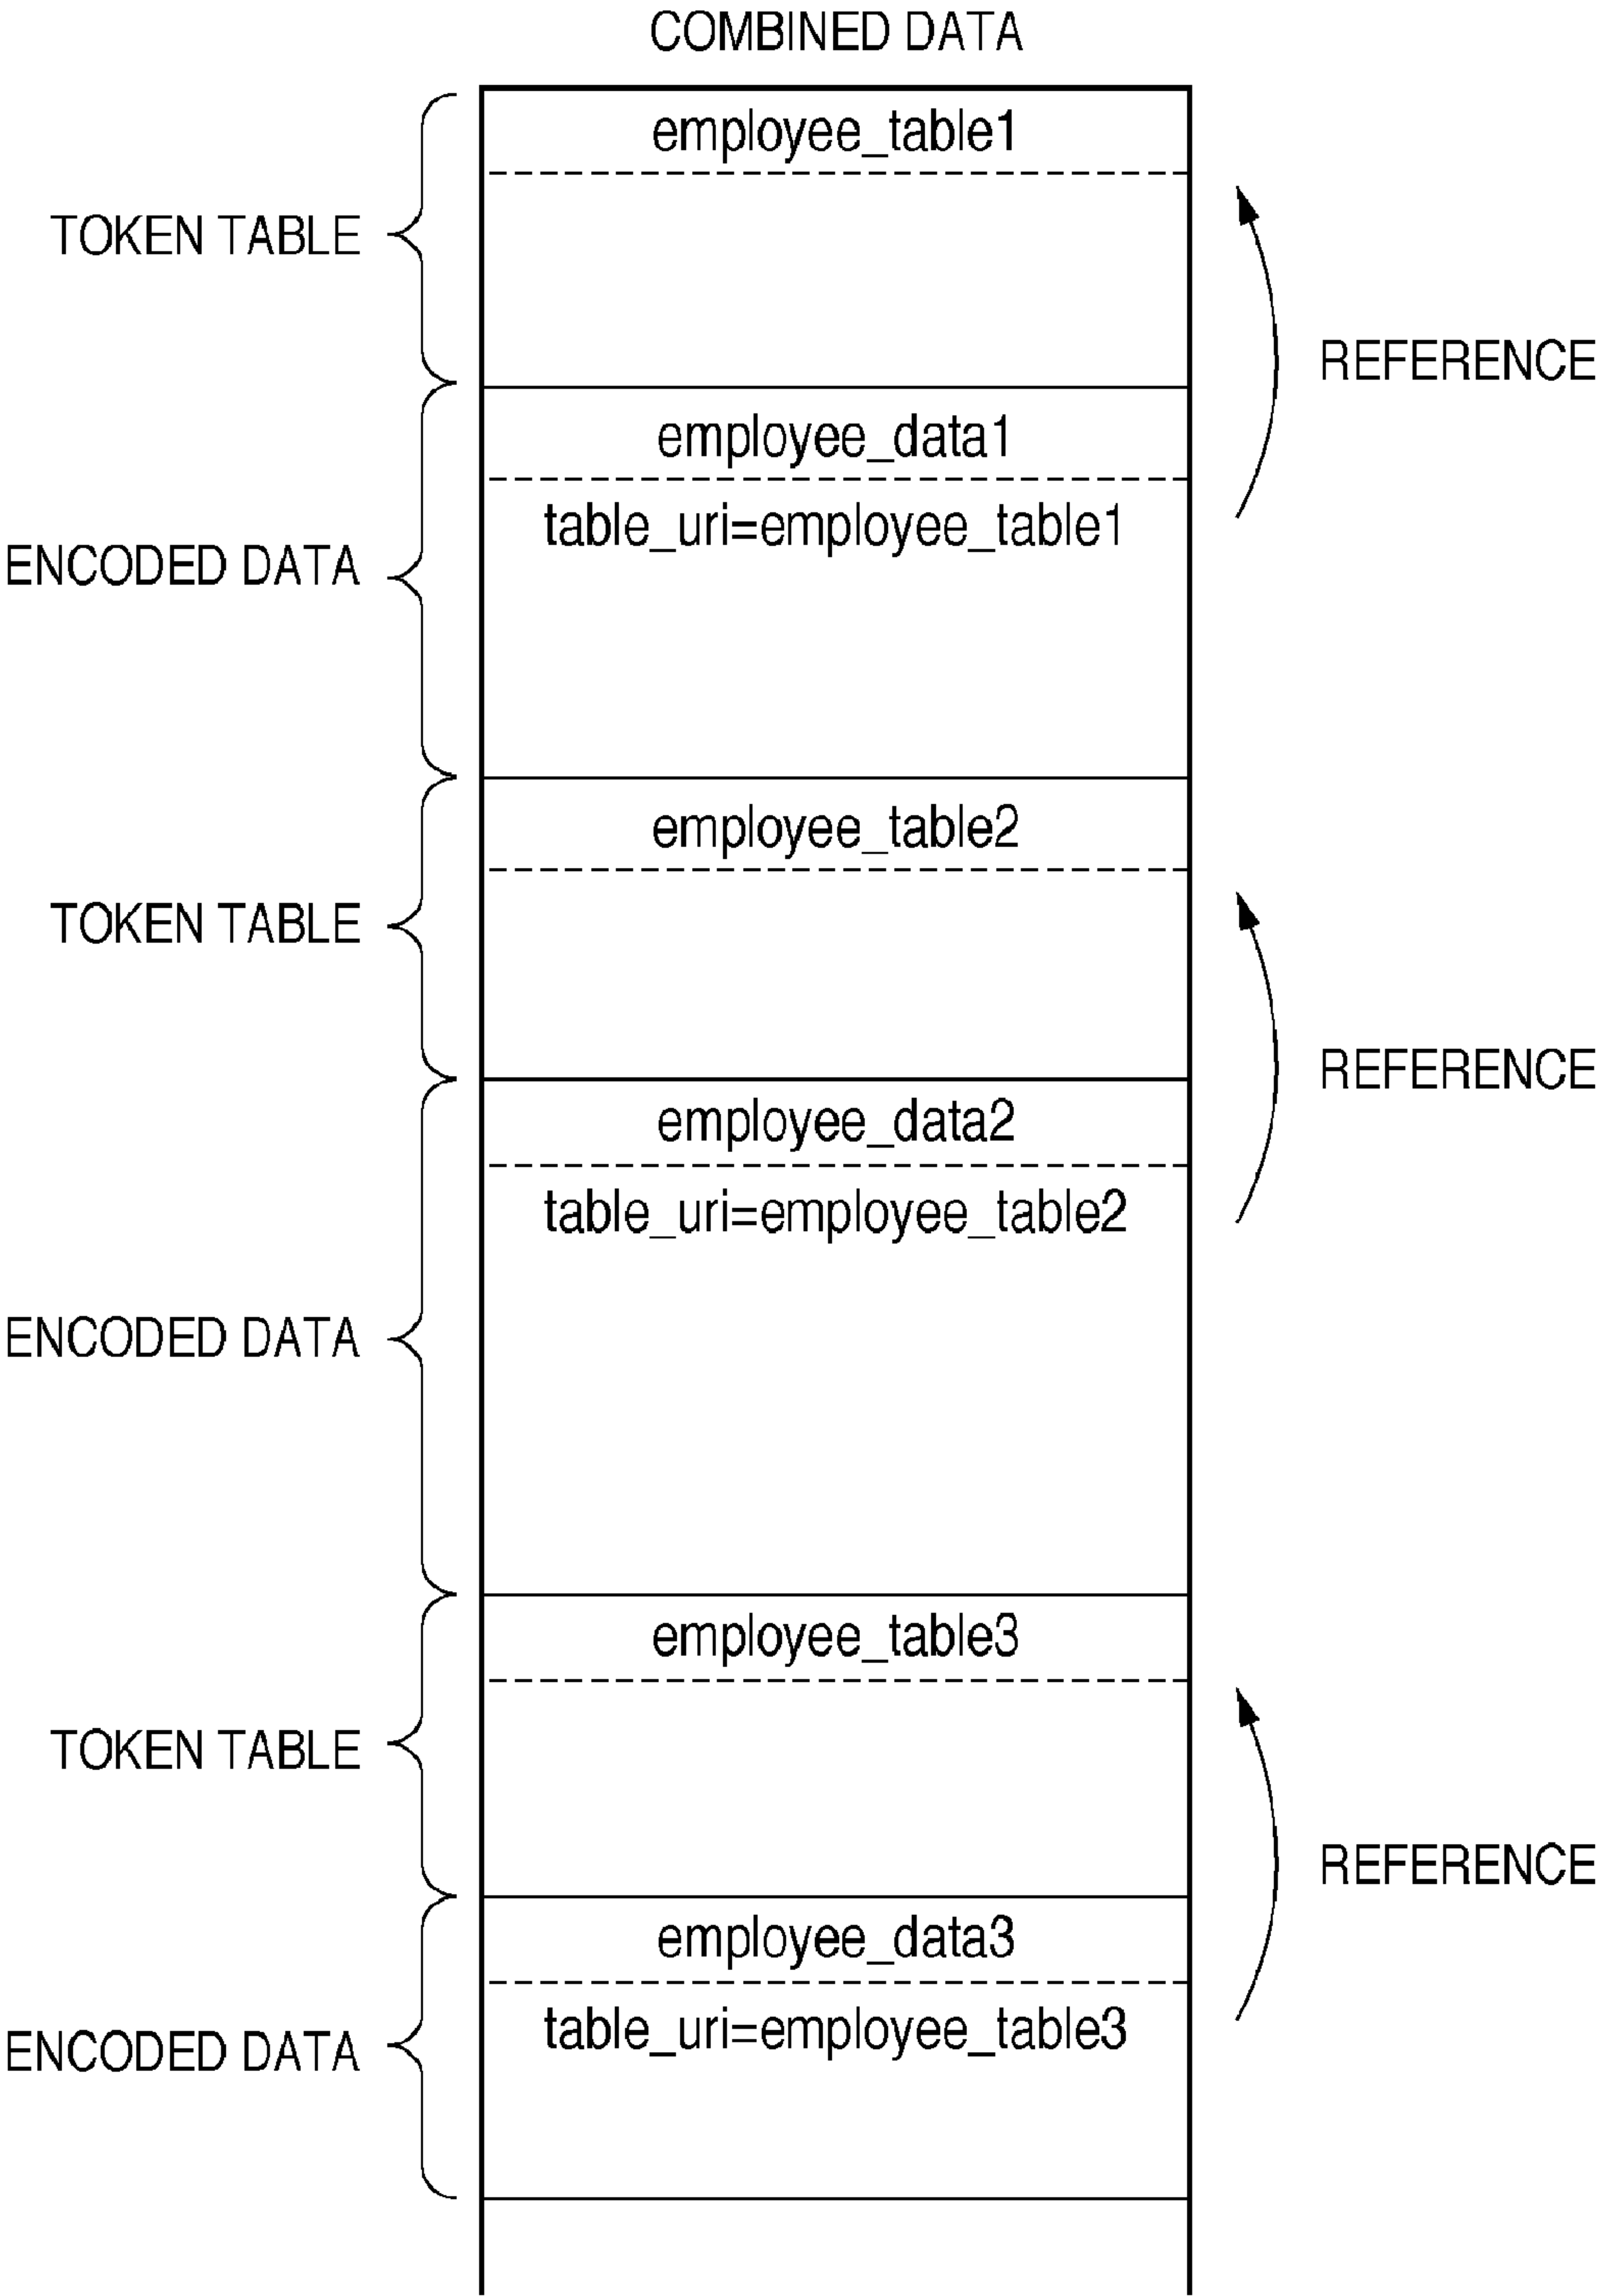 COMBINED DATA
employee_table1
TOKEN TABLE
REFERENCE
employee_data1
table_uri=employee_table1
ENCODED DATA
employee_table2
TOKEN TABLE
REFERENCE
employee_data2
table_uri=employee_table2
ENCODED DATA
employee_table3
TOKEN TABLE
REFERENCE
employee_data3
table_uri=employee_table3
ENCODED DATA